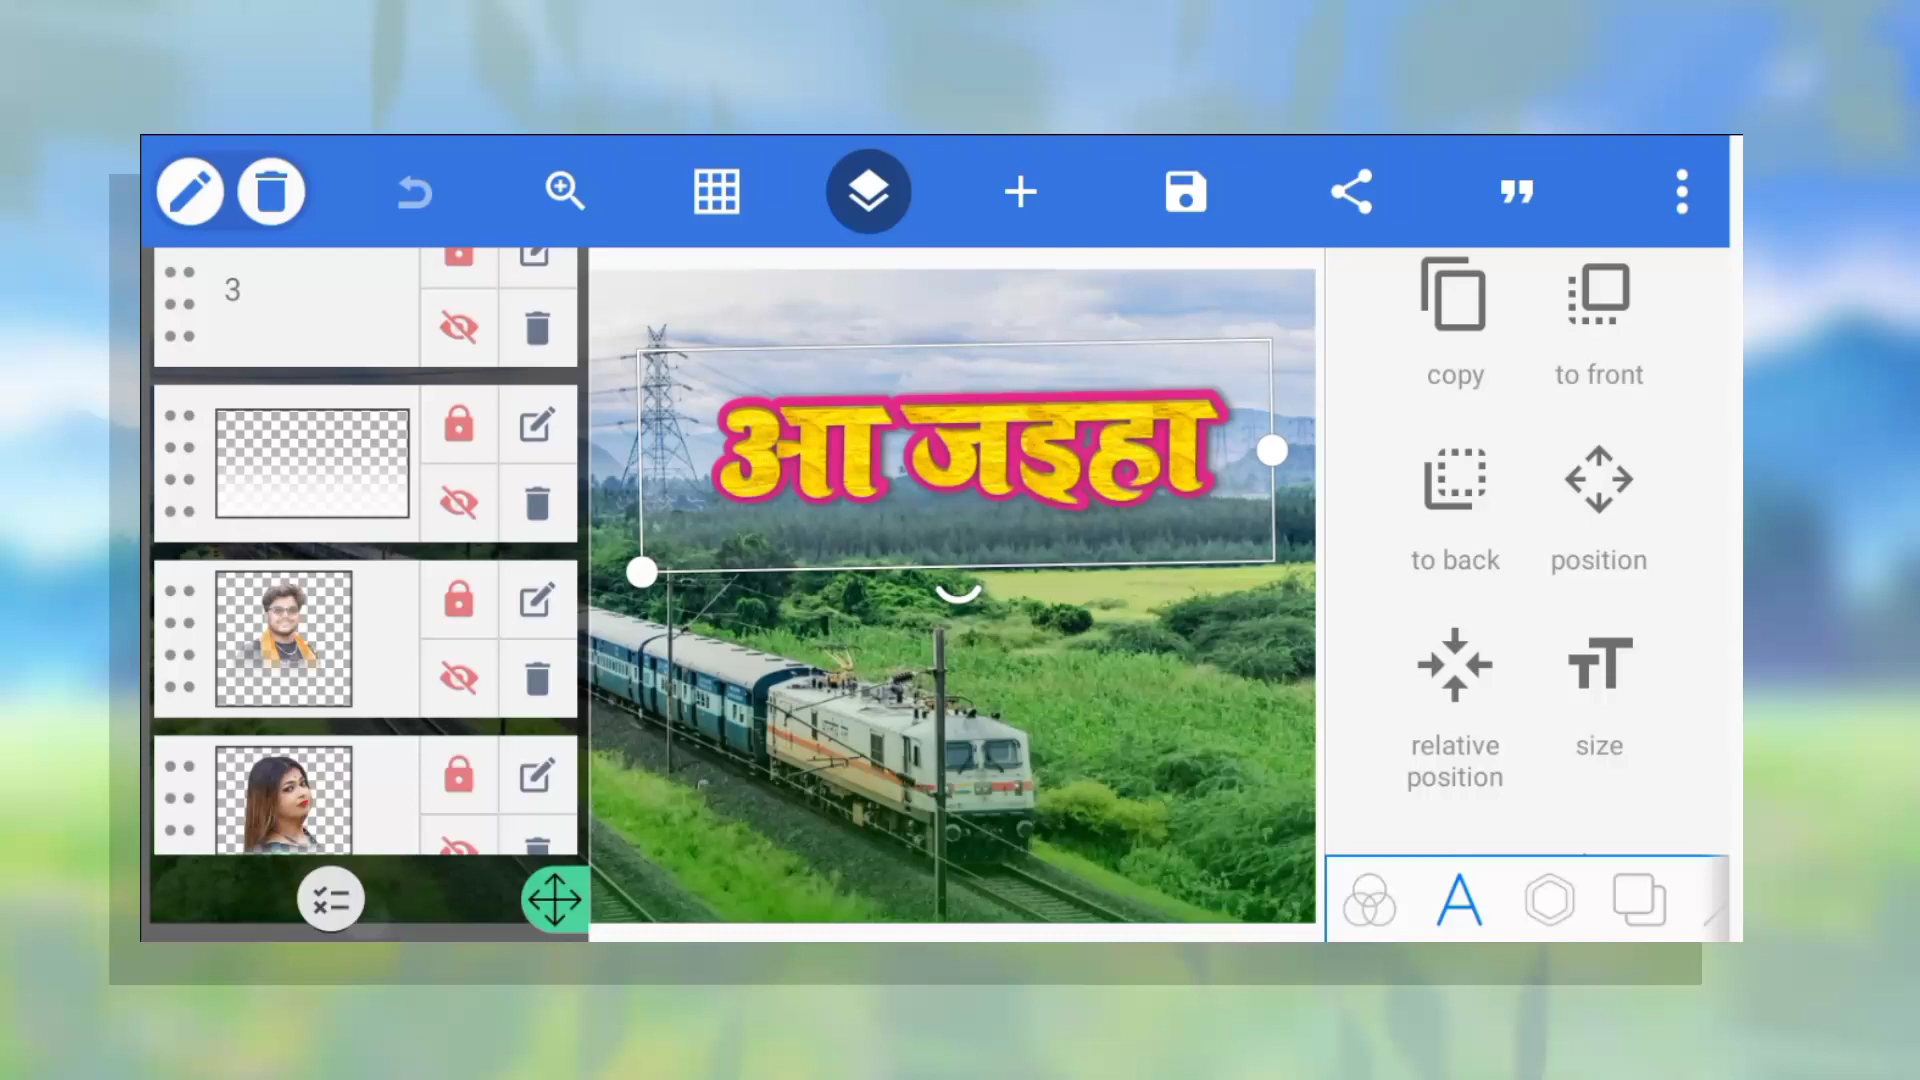 3
आ जइहा
copy
to front
to back
position
relative
position
size